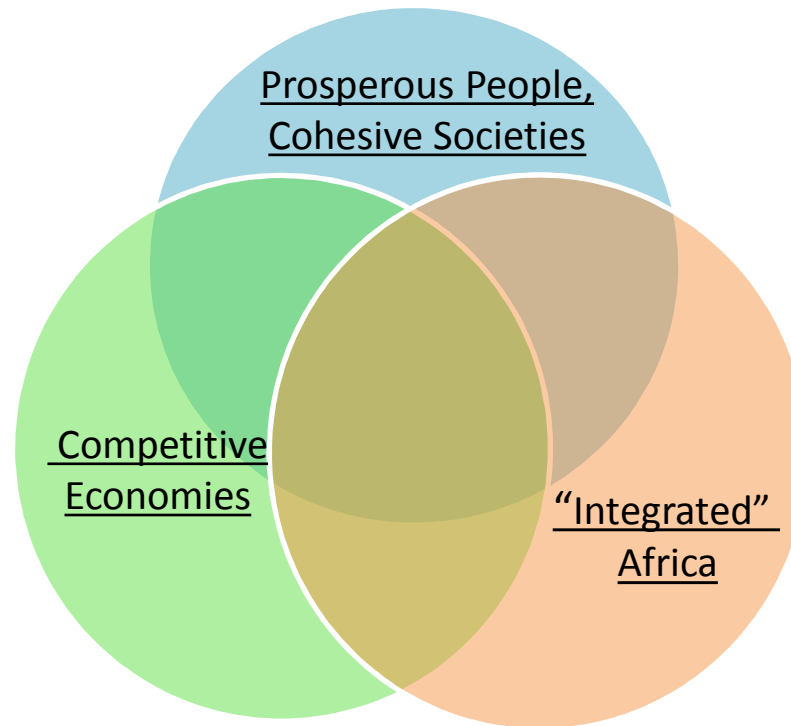 Prosperous People,
Cohesive Societies
Competitive
Economies
“Integrated”
Africa